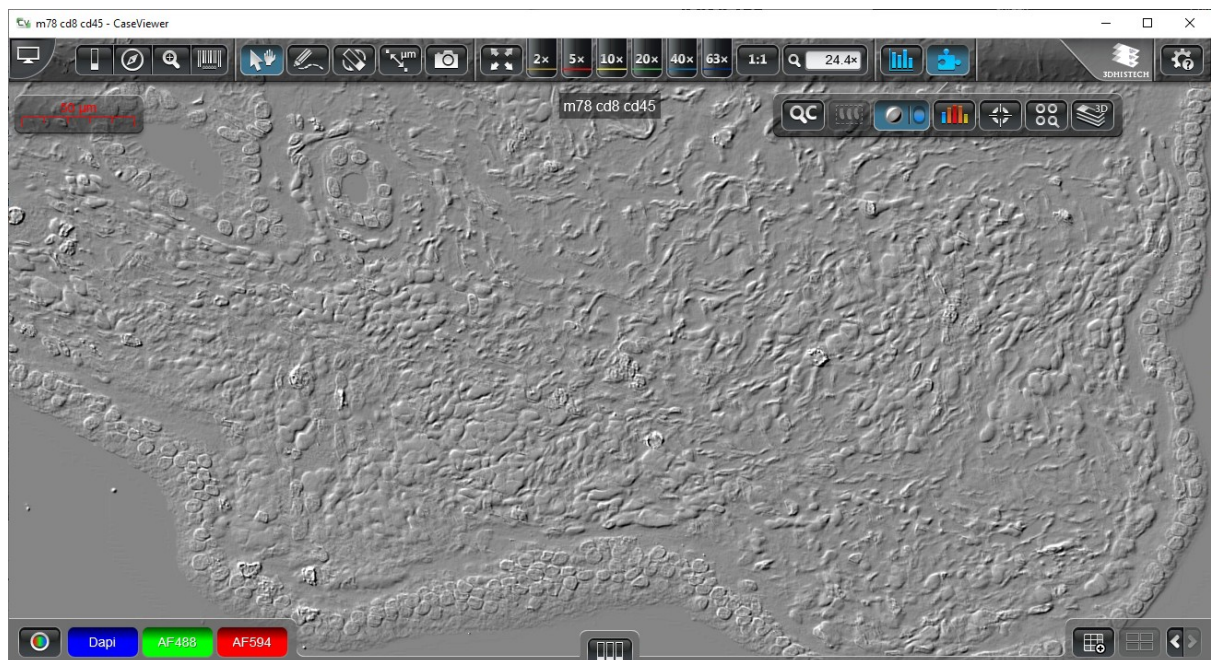 m78 cd8 cd45 - CaseViewer
µm
2× 5× 10× 20× 40× 63× 1:1 24.4×
3DHISTECH
m78 cd8 cd45
QC 3D
Dapi AF488 AF594